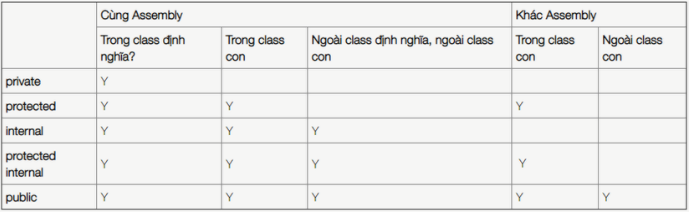 Cùng Assembly Khác Assembly
Trong class định nghĩa? Trong class con Ngoài class định nghĩa, ngoài class con Trong class con Ngoài class con
private Y
protected Y Y Y
internal Y Y Y
protected internal Y Y Y Y
public Y Y Y Y Y